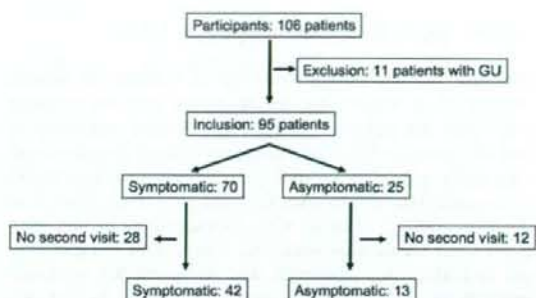 Participants: 106 patients
Exclusion: 11 patients with GU
Inclusion: 95 patients
Symptomatic: 70
Asymptomatic: 25
No second visit: 28
No second visit: 12
Symptomatic: 42
Asymptomatic: 13